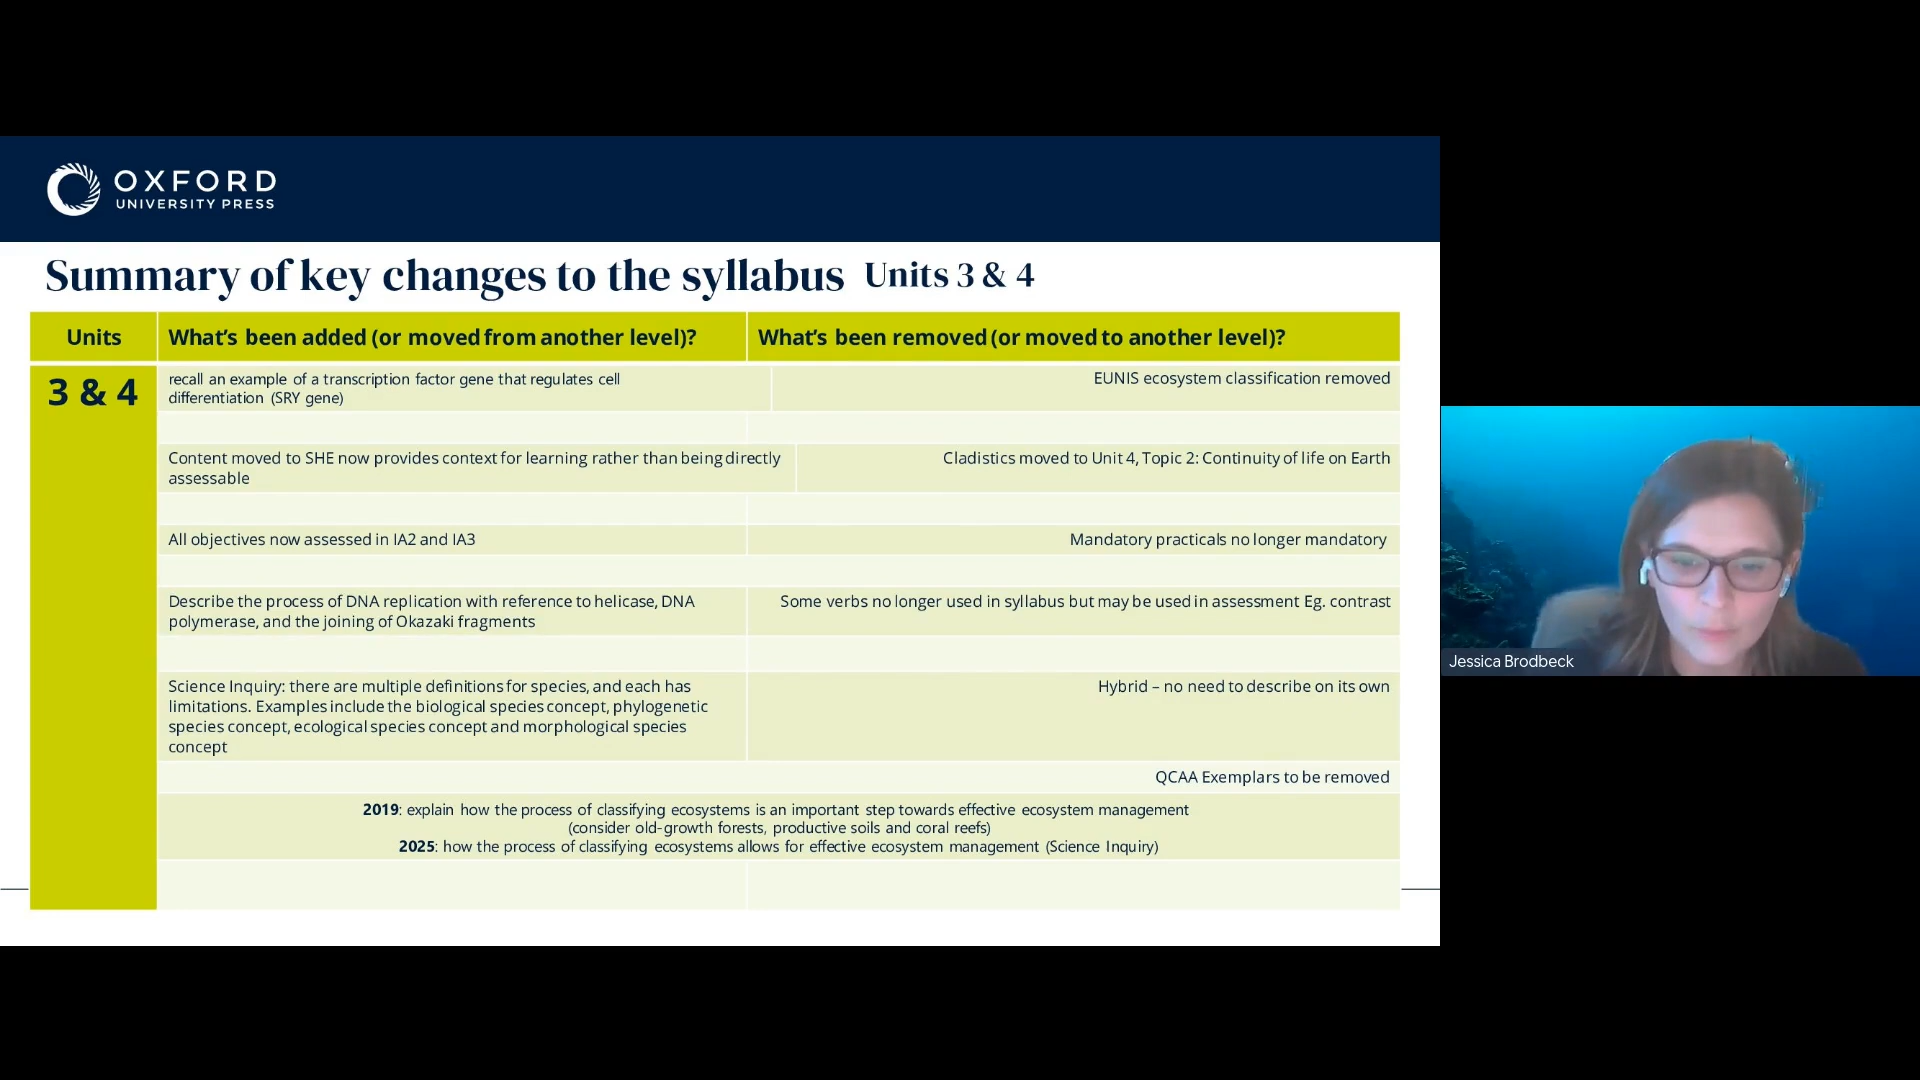 OXFORD
UNIVERSITY PRESS
Summary of key changes to the syllabus Units 3 & 4
Units
What's been added (or moved from another level)?
What's been removed (or moved to another level)?
3 & 4
recall an example of a transcription factor gene that regulates cell
differentiation (SRY gene)
EUNIS ecosystem classification removed
Content moved to SHE now provides context for learning rather than being directly
assessable
Cladistics moved to Unit 4, Topic 2: Continuity of life on Earth
All objectives now assessed in IA2 and IA3
Mandatory practicals no longer mandatory
Describe the process of DNA replication with reference to helicase, DNA
polymerase, and the joining of Okazaki fragments
Some verbs no longer used in syllabus but may be used in assessment Eg. contrast
Science Inquiry: there are multiple definitions for species, and each has
limitations. Examples include the biological species concept, phylogenetic
species concept, ecological species concept and morphological species
concept
Hybrid – no need to describe on its own
QCAA Exemplars to be removed
2019: explain how the process of classifying ecosystems is an important step towards effective ecosystem management
(consider old-growth forests, productive soils and coral reefs)
2025: how the process of classifying ecosystems allows for effective ecosystem management (Science Inquiry)
Jessica Brodbeck